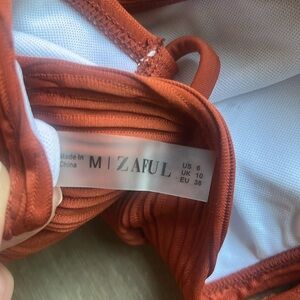 Made In
China
M | ZAFUL
US 6
UK 10
EU 38